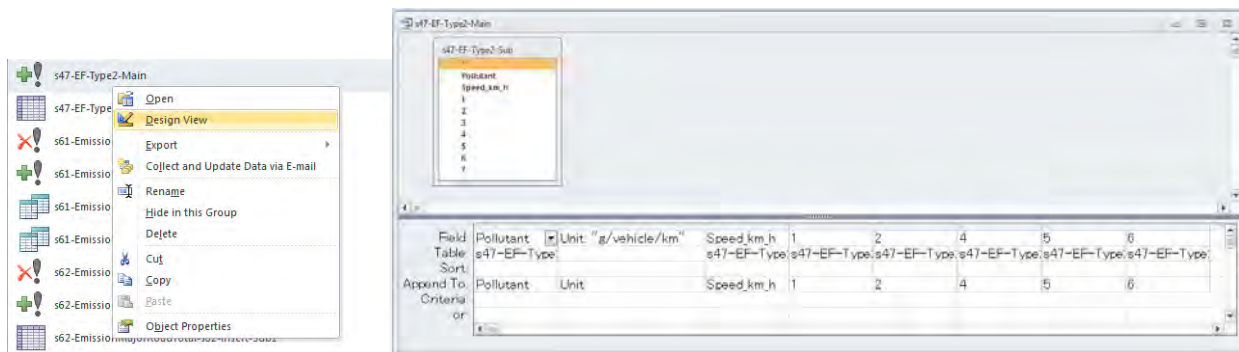 s47-EF-Type2-Main
s47-EF-Type
s61-Emissio
s61-Emissio
s61-Emissio
s61-Emissio
s62-Emissio
s62-Emissio
s62-EmissionMajorRoadTotal-s62-Insert-Sub1
Open
Design View
Export
Collect and Update Data via E-mail
Rename
Hide in this Group
Delete
Cut
Copy
Paste
Object Properties
s47-EF-Type2-Main
s47-EF-Type2-Sub
*
Pollutant
Speed_km_h
1
2
3
4
5
6
7
Field: Pollutant Unit: "g/vehicle/km" Speed_km_h 1 2 4 5 6
Table: s47-EF-Type: s47-EF-Type: s47-EF-Type: s47-EF-Type: s47-EF-Type: s47-EF-Type: s47-EF-Type:
Sort:
Append To: Pollutant Unit Speed_km_h 1 2 4 5 6
Criteria:
or: